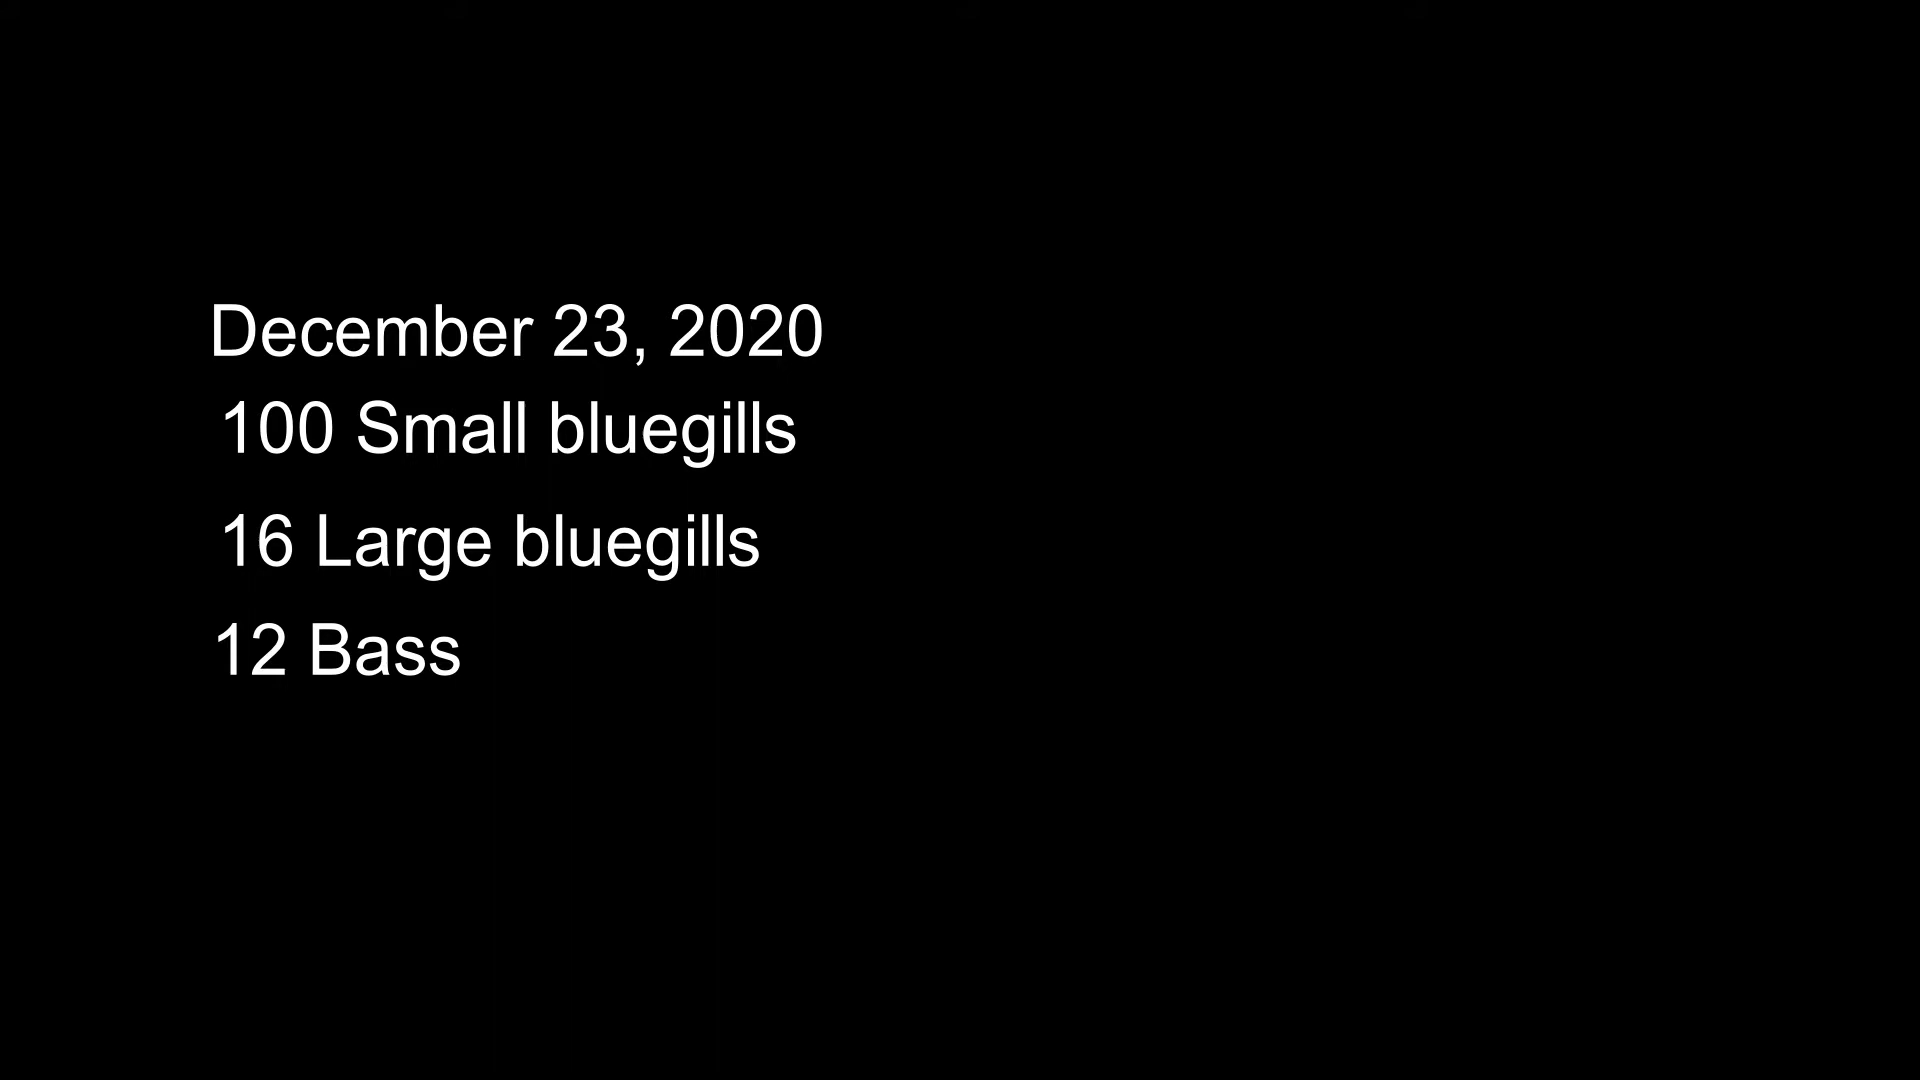 December 23, 2020
100 Small bluegills
16 Large bluegills
12 Bass